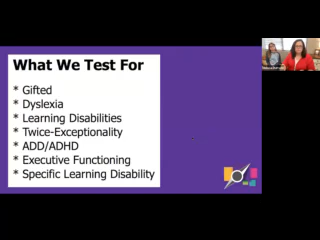 What We Test For
* Gifted
* Dyslexia
* Learning Disabilities
* Twice-Exceptionality
* ADD/ADHD
* Executive Functioning
* Specific Learning Disability